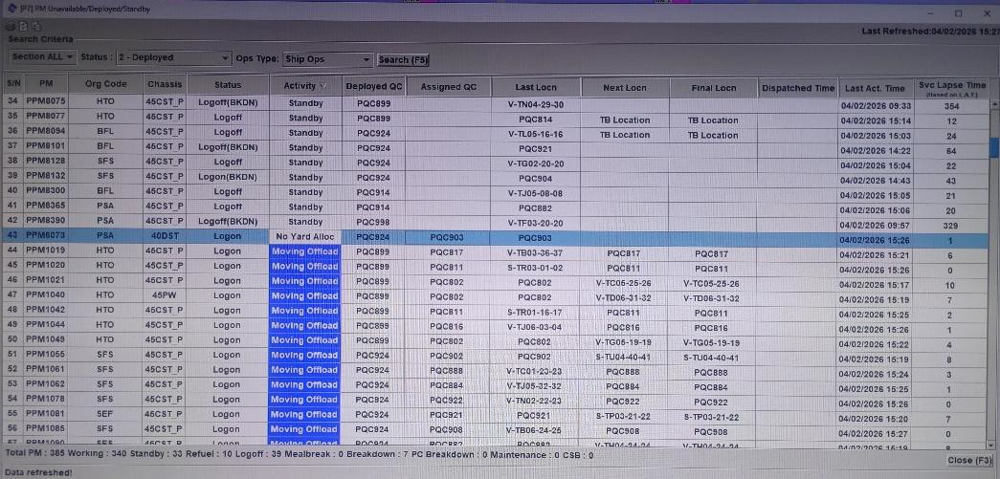 [P7] PM Unavailable/Deployed/Standby
Last Refreshed:04/02/2026 15:27
Search Criteria
Section ALL Status : 2 - Deployed Ops Type: Ship Ops Search (F5)
S/N PM Org Code Chassis Status Activity Deployed QC Assigned QC Last Locn Next Locn Final Locn Dispatched Time Last Act. Time Svc Lapse Time (Based on L.A.T.)
34 PPM8075 HTO 45CST_P Logoff(BKDN) Standby PQC899 V-TN04-29-30 04/02/2026 09:33 354
35 PPM8077 HTO 45CST_P Logoff Standby PQC899 PQC814 TB Location TB Location 04/02/2026 15:14 12
36 PPM8094 BFL 45CST_P Logoff Standby PQC924 V-TL05-16-16 TB Location TB Location 04/02/2026 15:03 24
37 PPM8101 BFL 45CST_P Logoff(BKDN) Standby PQC924 PQC921 04/02/2026 14:22 64
38 PPM8128 SFS 45CST_P Logoff Standby PQC924 V-TG02-20-20 04/02/2026 15:04 22
39 PPM8132 SFS 45CST_P Logon(BKDN) Standby PQC924 PQC904 04/02/2026 14:43 43
40 PPM8300 BFL 45CST_P Logoff Standby PQC914 V-TJ05-08-08 04/02/2026 15:05 21
41 PPM8365 PSA 45CST_P Logoff Standby PQC914 PQC882 04/02/2026 15:06 20
42 PPM8390 PSA 45CST_P Logoff(BKDN) Standby PQC998 V-TF03-20-20 04/02/2026 09:57 329
43 PPM6073 PSA 40DST Logon No Yard Alloc PQC924 PQC903 PQC903 04/02/2026 15:26 1
44 PPM1019 HTO 45CST_P Logon Moving Offload PQC899 PQC817 V-TB03-36-37 PQC817 PQC817 04/02/2026 15:21 6
45 PPM1020 HTO 45CST_P Logon Moving Offload PQC899 PQC811 S-TR03-01-02 PQC811 PQC811 04/02/2026 15:26 0
46 PPM1021 HTO 45CST_P Logon Moving Offload PQC899 PQC802 PQC802 V-TC05-25-26 V-TC05-25-26 04/02/2026 15:17 10
47 PPM1040 HTO 45PW Logon Moving Offload PQC899 PQC802 PQC802 V-TD06-31-32 V-TD06-31-32 04/02/2026 15:19 7
48 PPM1042 HTO 45CST_P Logon Moving Offload PQC899 PQC811 S-TR01-16-17 PQC811 PQC811 04/02/2026 15:25 2
49 PPM1044 HTO 45CST_P Logon Moving Offload PQC899 PQC816 V-TJ06-03-04 PQC816 PQC816 04/02/2026 15:26 1
50 PPM1049 HTO 45CST_P Logon Moving Offload PQC899 PQC802 PQC802 V-TG05-19-19 V-TG05-19-19 04/02/2026 15:22 4
51 PPM1055 SFS 45CST_P Logon Moving Offload PQC924 PQC902 PQC902 S-TU04-40-41 S-TU04-40-41 04/02/2026 15:19 8
52 PPM1061 SFS 45CST_P Logon Moving Offload PQC924 PQC888 V-TC01-23-23 PQC888 PQC888 04/02/2026 15:24 3
53 PPM1062 SFS 45CST_P Logon Moving Offload PQC924 PQC884 V-TJ05-32-32 PQC884 PQC884 04/02/2026 15:25 1
54 PPM1078 SFS 45CST_P Logon Moving Offload PQC924 PQC922 V-TN02-22-23 PQC922 PQC922 04/02/2026 15:26 0
55 PPM1081 SEF 45CST_P Logon Moving Offload PQC924 PQC921 PQC921 S-TP03-21-22 S-TP03-21-22 04/02/2026 15:20 7
56 PPM1085 SFS 45CST_P Logon Moving Offload PQC924 PQC908 V-TB06-24-25 PQC908 PQC908 04/02/2026 15:27 0
Total PM : 385 Working : 340 Standby : 33 Refuel : 10 Logoff : 39 Mealbreak : 0 Breakdown : 7 PC Breakdown : 0 Maintenance : 0 CSB : 0
Close (F3)
Data refreshed!